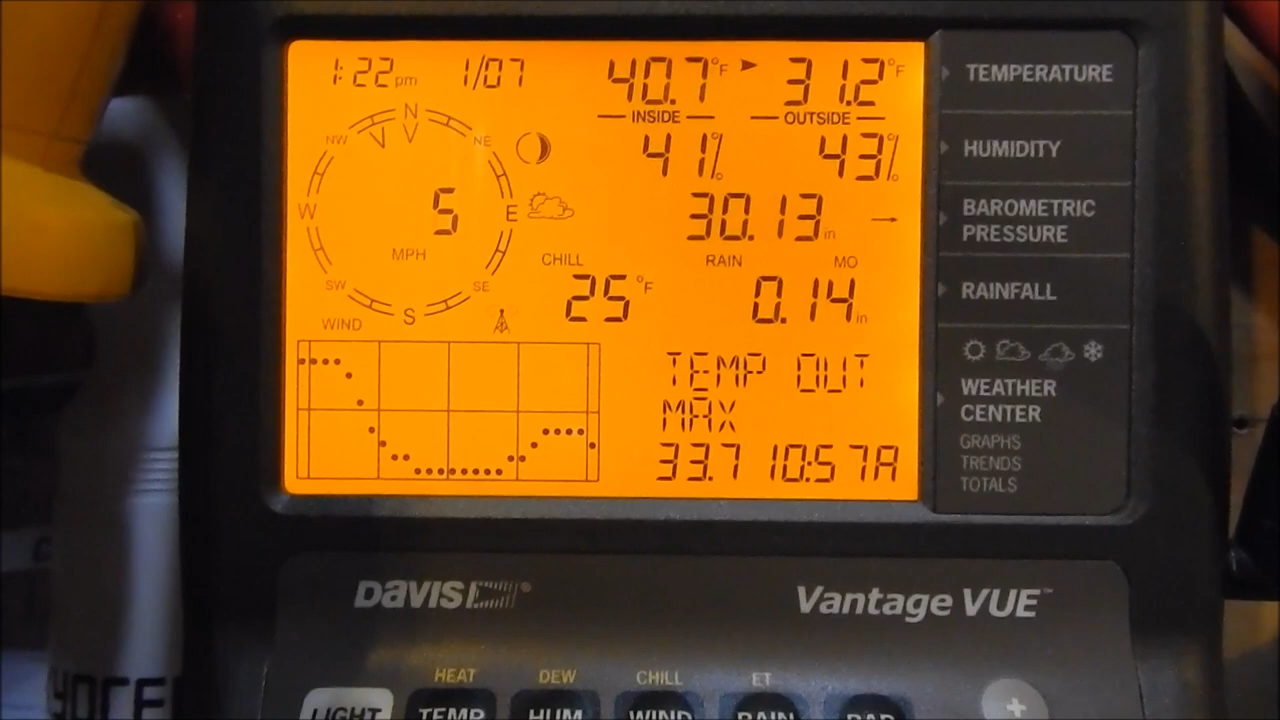 1:22 pm 1/07 40.7°F 31.2°F
INSIDE OUTSIDE
41% 43%
N
NW NE
W 5 E
MPH
SW SE
S
WIND
30.13 in
CHILL RAIN MO
25°F 0.14 in
TEMP OUT
MAX
33.7 10:57A
TEMPERATURE
HUMIDITY
BAROMETRIC
PRESSURE
RAINFALL
WEATHER
CENTER
GRAPHS
TRENDS
TOTALS
DAVIS Vantage VUE™
HEAT DEW CHILL ET
LIGHT TEMP HUM WIND RAIN BAR +